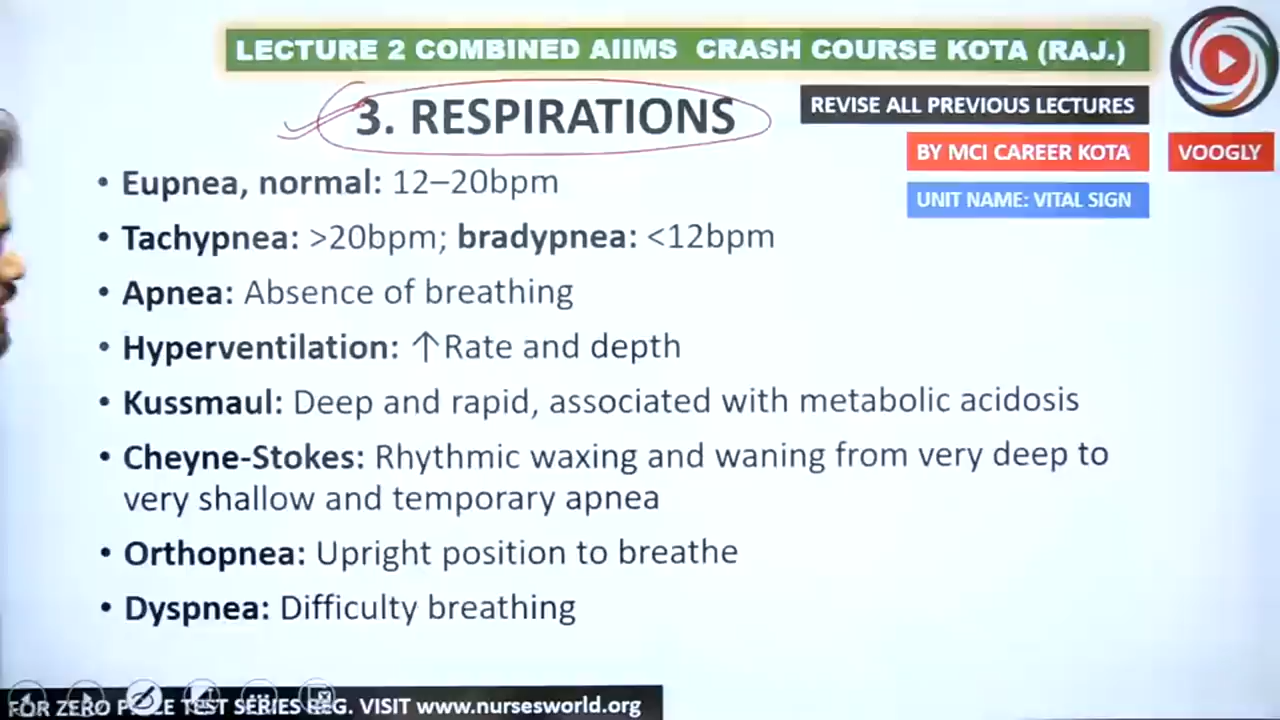 LECTURE 2 COMBINED AIIMS CRASH COURSE KOTA (RAJ.)
3. RESPIRATIONS
REVISE ALL PREVIOUS LECTURES
BY MCI CAREER KOTA
VOOGLY
UNIT NAME: VITAL SIGN
• Eupnea, normal: 12–20bpm
• Tachypnea: >20bpm; bradypnea: <12bpm
• Apnea: Absence of breathing
• Hyperventilation: ↑Rate and depth
• Kussmaul: Deep and rapid, associated with metabolic acidosis
• Cheyne-Stokes: Rhythmic waxing and waning from very deep to
very shallow and temporary apnea
• Orthopnea: Upright position to breathe
• Dyspnea: Difficulty breathing
FOR ZERO TEST SERIES REG. VISIT www.nursesworld.org